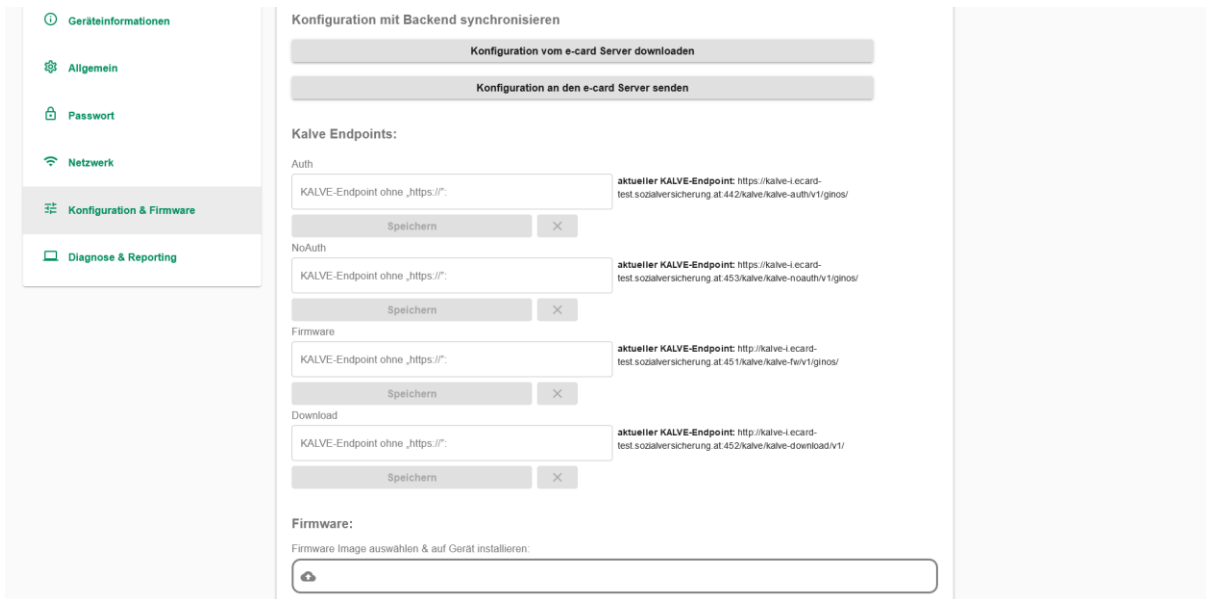 Geräteinformationen
Allgemein
Passwort
Netzwerk
Konfiguration & Firmware
Diagnose & Reporting
Konfiguration mit Backend synchronisieren
Konfiguration vom e-card Server downloaden
Konfiguration an den e-card Server senden
Kalve Endpoints:
Auth
KALVE-Endpoint ohne „https://":
aktueller KALVE-Endpoint: https://kalve-i.ecard-
test.sozialversicherung.at:442/kalve/kalve-auth/v1/ginos/
Speichern
NoAuth
KALVE-Endpoint ohne „https://":
aktueller KALVE-Endpoint: https://kalve-i.ecard-
test.sozialversicherung.at:453/kalve/kalve-noauth/v1/ginos/
Speichern
Firmware
KALVE-Endpoint ohne „https://":
aktueller KALVE-Endpoint: http://kalve-i.ecard-
test.sozialversicherung.at:451/kalve/kalve-fw/v1/ginos/
Speichern
Download
KALVE-Endpoint ohne „https://":
aktueller KALVE-Endpoint: http://kalve-i.ecard-
test.sozialversicherung.at:452/kalve/kalve-download/v1/
Speichern
Firmware:
Firmware Image auswählen & auf Gerät installieren: